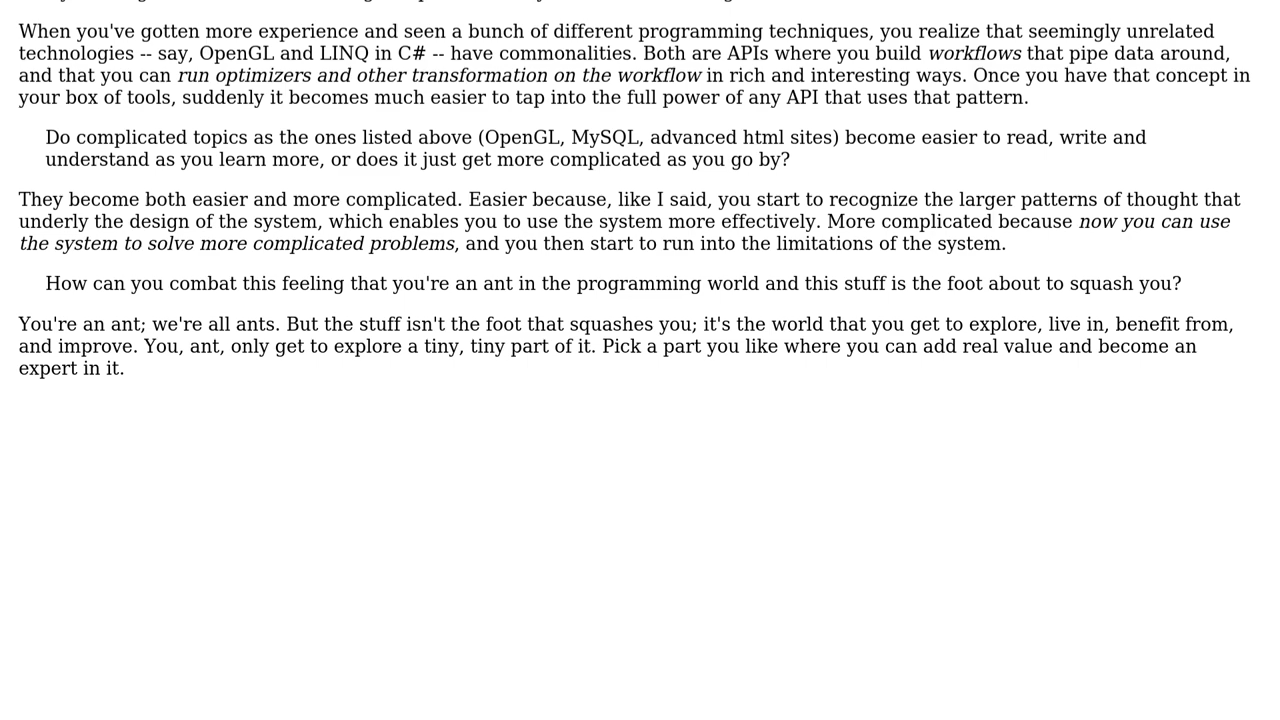 When you've gotten more experience and seen a bunch of different programming techniques, you realize that seemingly unrelated
technologies -- say, OpenGL and LINQ in C# -- have commonalities. Both are APIs where you build workflows that pipe data around,
and that you can run optimizers and other transformation on the workflow in rich and interesting ways. Once you have that concept in
your box of tools, suddenly it becomes much easier to tap into the full power of any API that uses that pattern.
Do complicated topics as the ones listed above (OpenGL, MySQL, advanced html sites) become easier to read, write and
understand as you learn more, or does it just get more complicated as you go by?
They become both easier and more complicated. Easier because, like I said, you start to recognize the larger patterns of thought that
underly the design of the system, which enables you to use the system more effectively. More complicated because now you can use
the system to solve more complicated problems, and you then start to run into the limitations of the system.
How can you combat this feeling that you're an ant in the programming world and this stuff is the foot about to squash you?
You're an ant; we're all ants. But the stuff isn't the foot that squashes you; it's the world that you get to explore, live in, benefit from,
and improve. You, ant, only get to explore a tiny, tiny part of it. Pick a part you like where you can add real value and become an
expert in it.